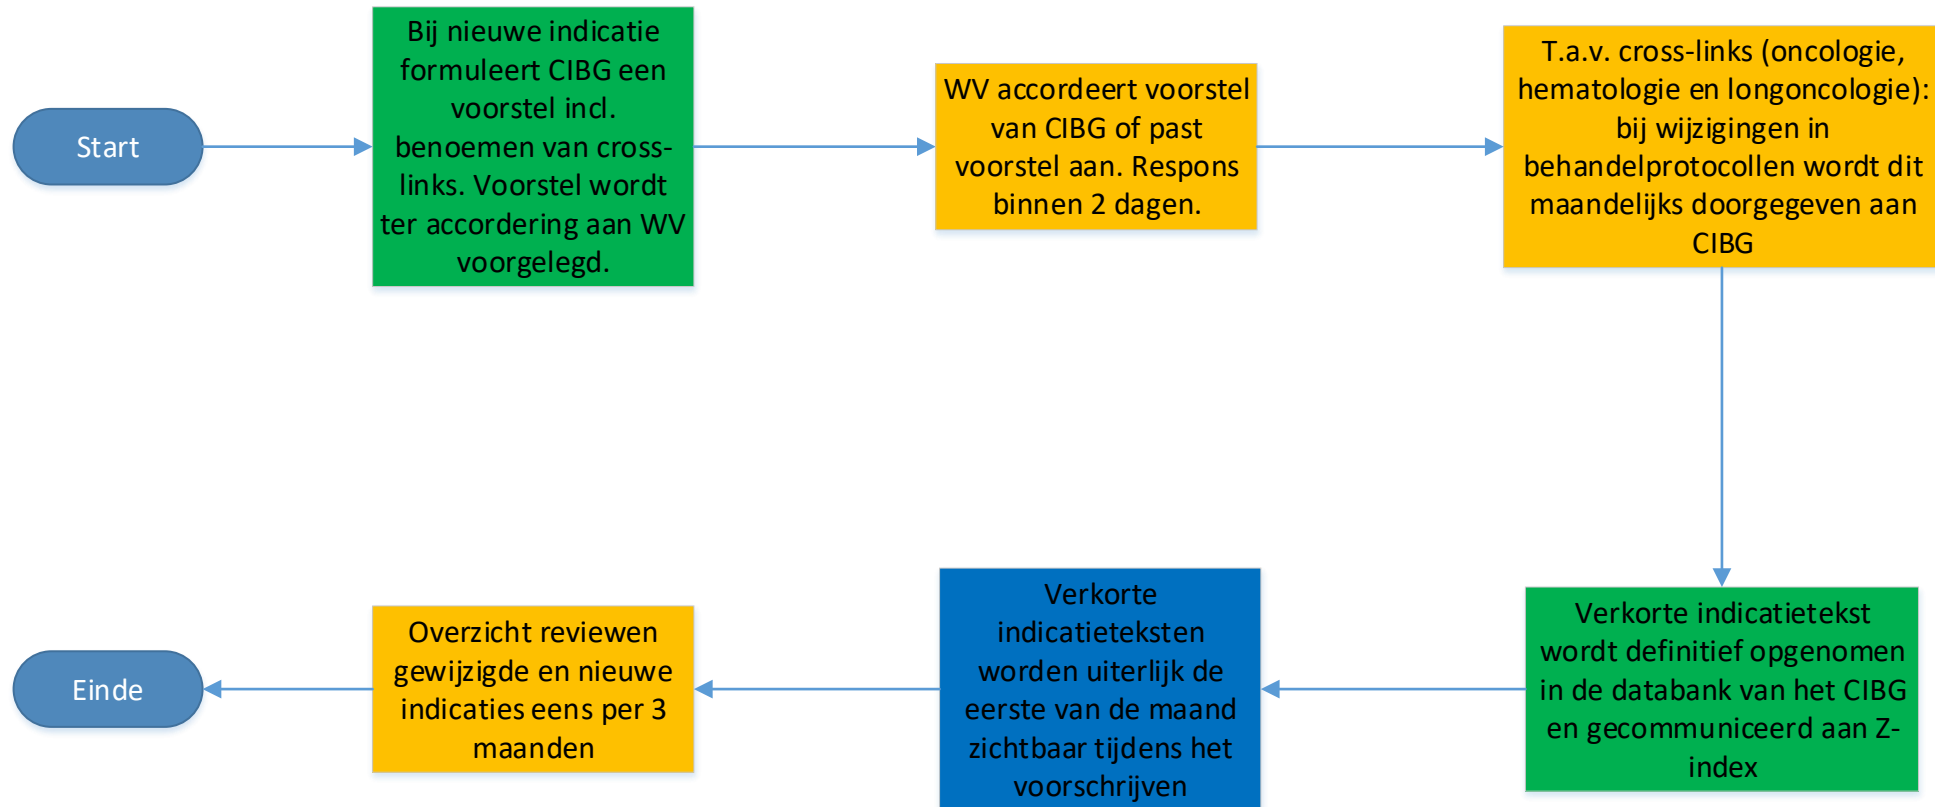 Start
Bij nieuwe indicatie
formuleert CIBG een
voorstel incl.
benoemen van cross-
links. Voorstel wordt
ter accordering aan WV
voorgelegd.
WV accordeert voorstel
van CIBG of past
voorstel aan. Respons
binnen 2 dagen.
T.a.v. cross-links (oncologie,
hematologie en longoncologie):
bij wijzigingen in
behandelprotocollen wordt dit
maandelijks doorgegeven aan
CIBG
Verkorte indicatietekst
wordt definitief opgenomen
in de databank van het CIBG
en gecommuniceerd aan Z-
index
Verkorte
indicatieteksten
worden uiterlijk de
eerste van de maand
zichtbaar tijdens het
voorschrijven
Overzicht reviewen
gewijzigde en nieuwe
indicaties eens per 3
maanden
Einde